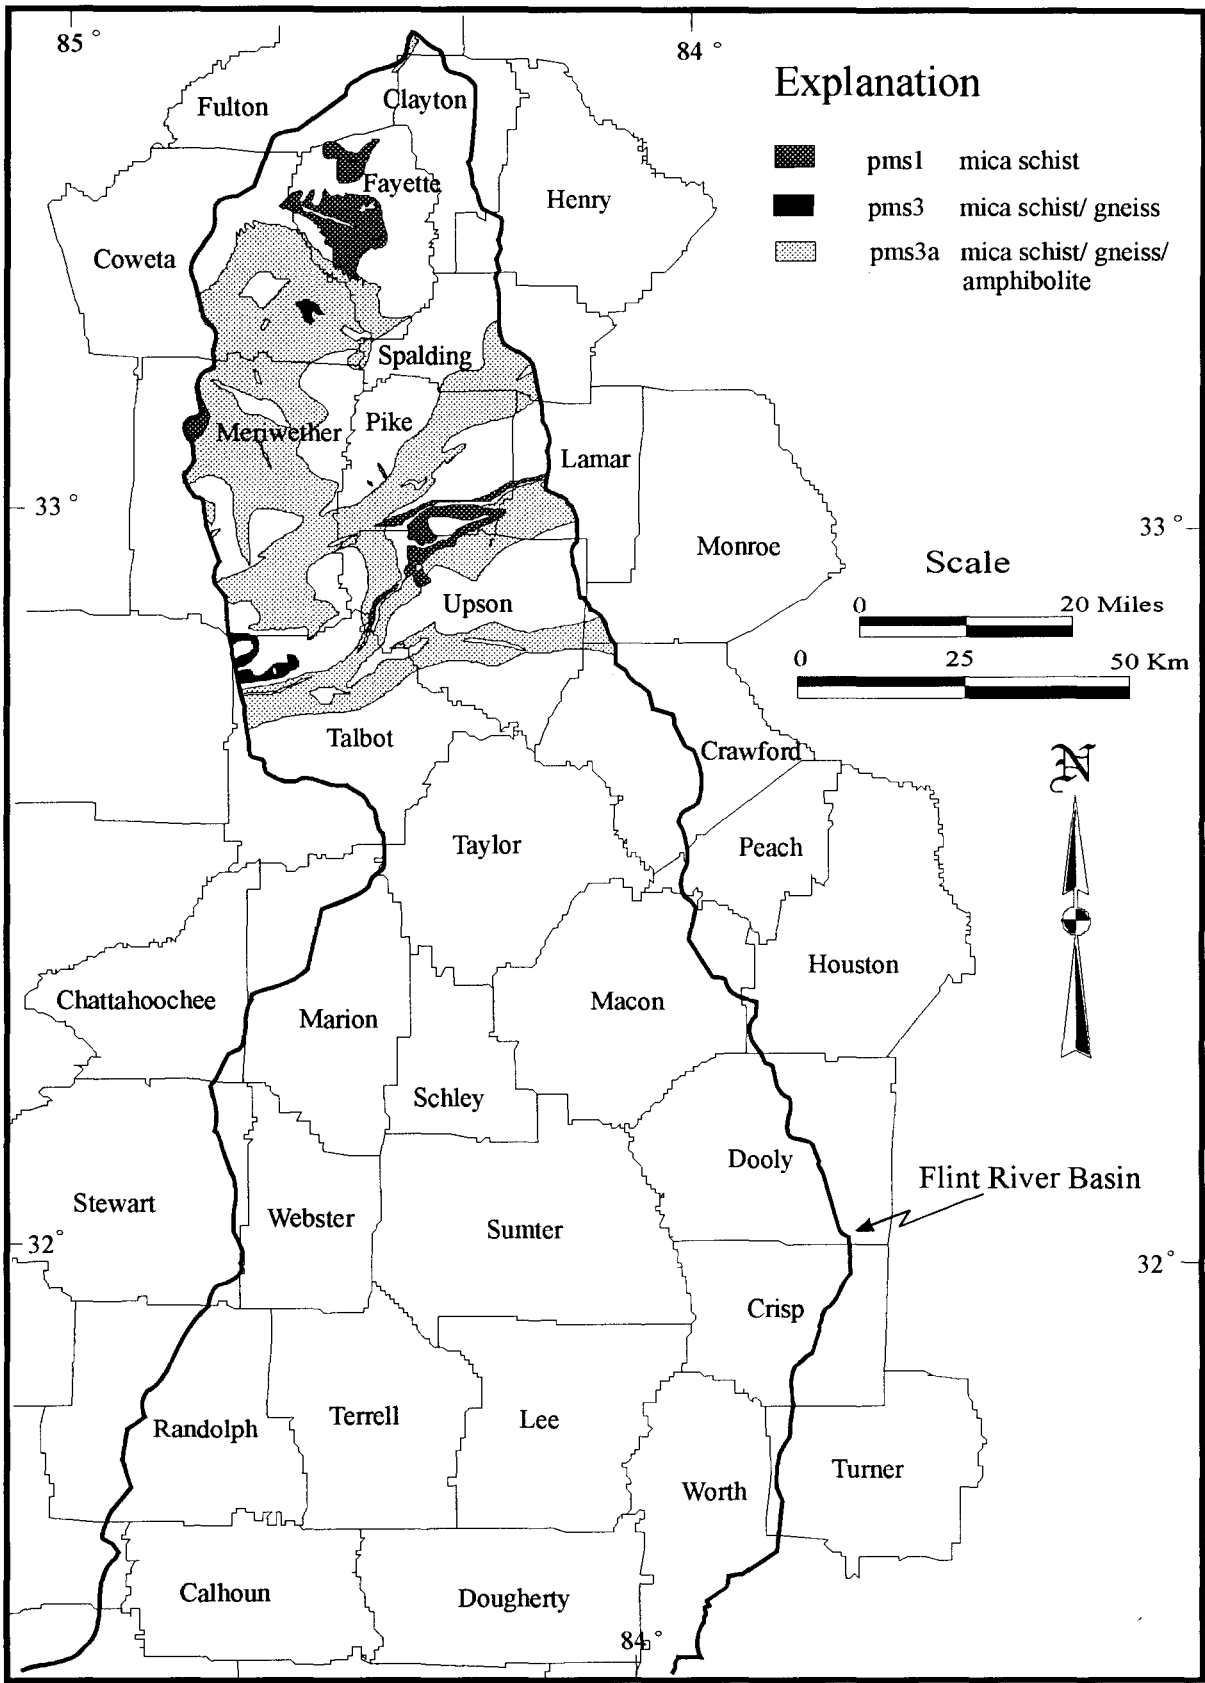 85 °
84 °
Explanation
Fulton
Clayton
pms1 mica schist
Fayette
Henry
pms3 mica schist/ gneiss
Coweta
pms3a mica schist/ gneiss/
amphibolite
Spalding
Pike
Meriwether
Lamar
33 °
33 °
Monroe
Scale
Upson
0 20 Miles
0 25 50 Km
Talbot
Crawford
N
Taylor
Peach
Houston
Chattahoochee
Macon
Marion
Schley
Dooly
Flint River Basin
Stewart
Webster
Sumter
32°
32°
Crisp
Randolph
Terrell
Lee
Turner
Worth
Calhoun
Dougherty
84 °